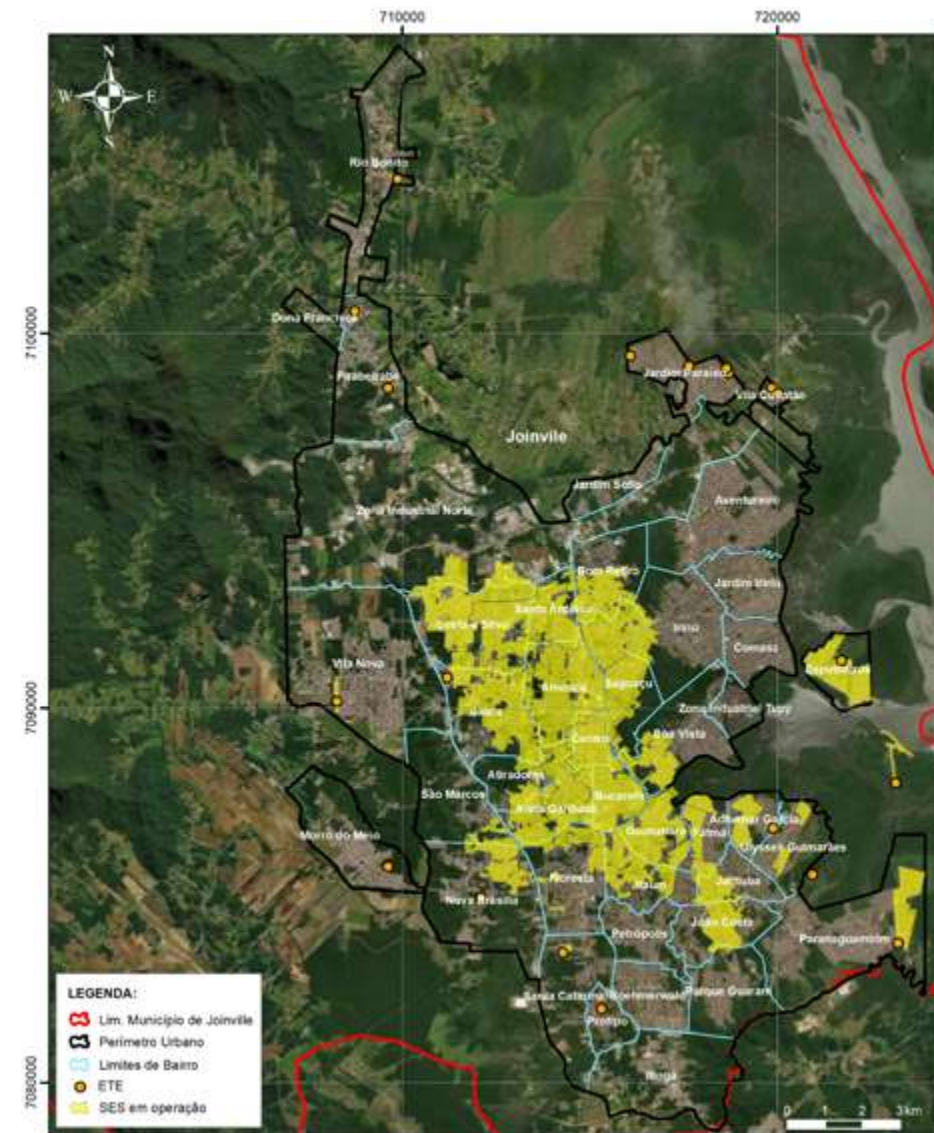 710000
720000
N
W
E
S
Rio Bonito
7100000
Dona Francisca
Pirabeiraba
Jardim Paraíso
Vila Cubatão
Joinvile
Jardim Sofia
Aventureiro
Zona Industrial Norte
Bom Retiro
Jardim Iririú
Santo Antônio
Costa e Silva
Iririú
Comasa
Vila Nova
América
Saguaçu
Glória
7090000
Zona Industrial Tupy
Boa Vista
Centro
Atiradores
São Marcos
Bucarein
Anita Garibaldi
Adhemar Garcia
Guanabara
Fátima
Morro do Meio
Ulysses Guimarães
Floresta
Itaum
Jarivatuba
Nova Brasília
João Costa
Petrópolis
Paranaguamirim
Santa Catarina
Boehmerwald
Parque Guarani
Profipo
Itinga
7080000
LEGENDA:
Lim. Município de Joinville
Perímetro Urbano
Limites de Bairro
ETE
SES em operação
0 1 2 3 km